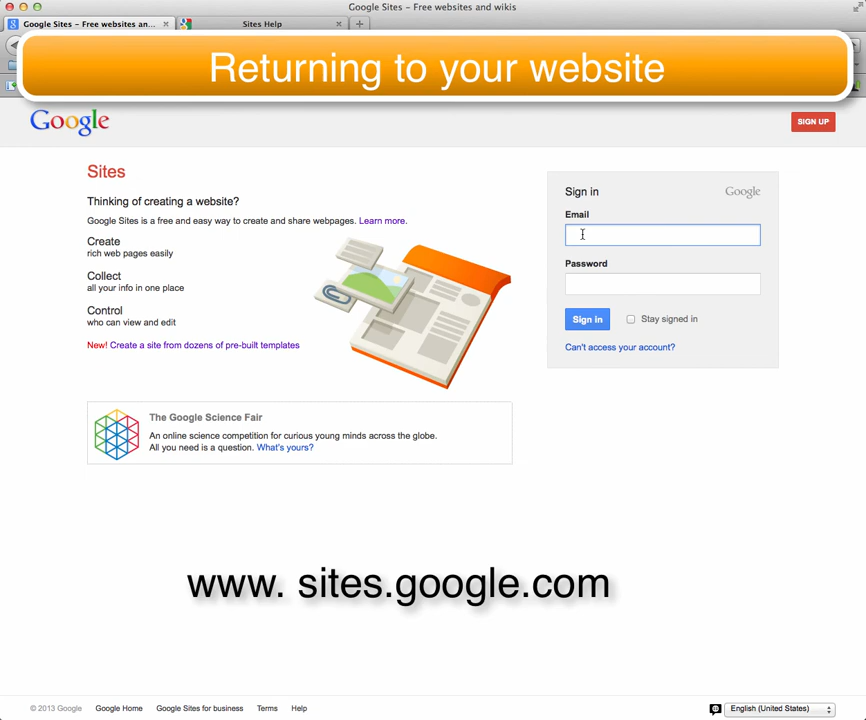 Google Sites – Free websites and wikis
Google Sites – Free websites an...
Sites Help
Returning to your website
Google
SIGN UP
Sites
Thinking of creating a website?
Google Sites is a free and easy way to create and share webpages. Learn more.
Create
rich web pages easily
Collect
all your info in one place
Control
who can view and edit
New! Create a site from dozens of pre-built templates
Sign in Google
Email
Password
Sign in Stay signed in
Can't access your account?
The Google Science Fair
An online science competition for curious young minds across the globe.
All you need is a question. What's yours?
www. sites.google.com
© 2013 Google Google Home Google Sites for business Terms Help English (United States)